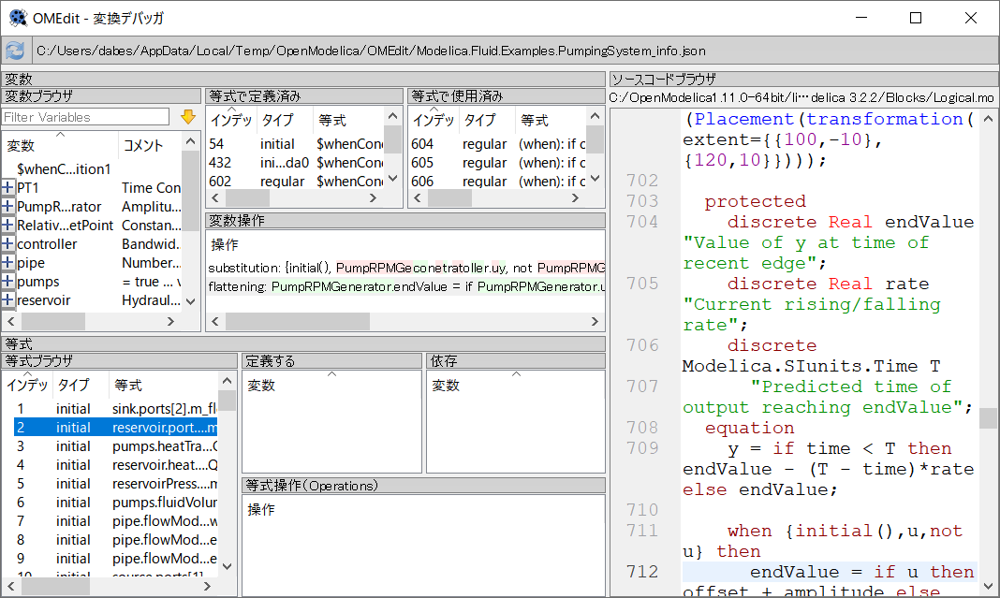 OMEdit - 変換デバッガ
C:/Users/dabes/AppData/Local/Temp/OpenModelica/OMEdit/Modelica.Fluid.Examples.PumpingSystem_info.json
変数
変数ブラウザ
Filter Variables
変数 コメント
$whenC...ition1
PT1 Time Con
PumpR...rator Amplitu...
Relativ...etPoint Constan...
controller Bandwid...
pipe Number...
pumps = true ... v
reservoir Hydraul...
等式で定義済み
インデッ タイプ 等式
54 initial $whenCon
432 ini...da0 $whenCon
602 regular $whenCon
等式で使用済み
インデッ タイプ 等式
604 regular (when): if c
605 regular (when): if c
606 regular (when): if c
変数操作
操作
substitution: {initial(), PumpRPMGeconetratoller.uy, not PumpRPMG
flattening: PumpRPMGenerator.endValue = if PumpRPMGenerator.u
等式
等式ブラウザ
インデッ タイプ 等式
1 initial sink.ports[2].m_fl
2 initial reservoir.port....m
3 initial pumps.heatTra...Q
4 initial reservoir.heat....Q
5 initial reservoirPress....m
6 initial pumps.fluidVolun
7 initial pipe.flowMod...w
8 initial pipe.flowMod...e
9 initial pipe.flowMod...e
10 initial source.ports[1]
定義する
変数
依存
変数
等式操作(Operations)
操作
ソースコードブラウザ
C:/OpenModelica1.11.0-64bit/li…delica 3.2.2/Blocks/Logical.mo
(Placement(transformation(
extent={{100,-10},
{120,10}})));
702
703 protected
704 discrete Real endValue
"Value of y at time of
recent edge";
705 discrete Real rate
"Current rising/falling
rate";
706 discrete
Modelica.SIunits.Time T
707 "Predicted time of
output reaching endValue";
708 equation
709 y = if time < T then
endValue - (T - time)*rate
else endValue;
710
711 when {initial(),u,not
u} then
712 endValue = if u then
offset + amplitude else